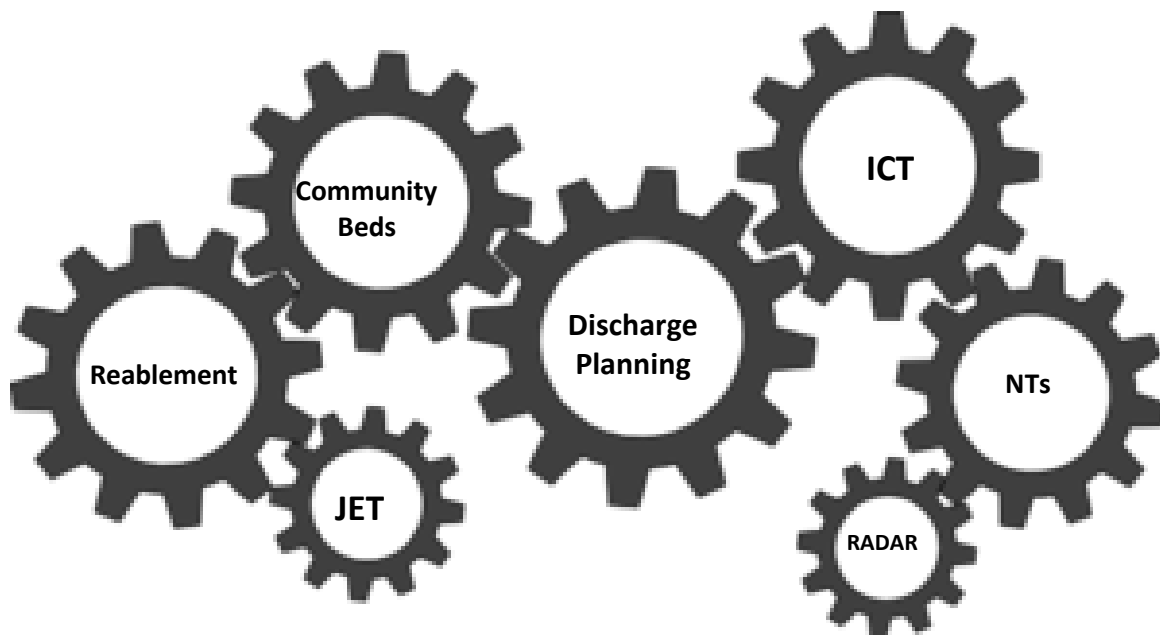 Community
Beds
ICT
Discharge
Planning
Reablement
NTs
JET
RADAR